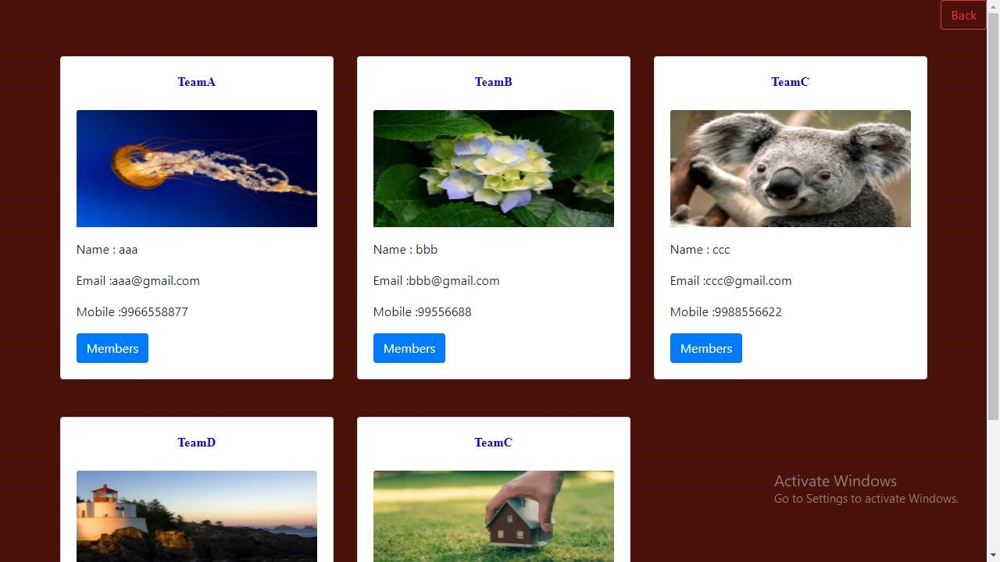 Back
TeamA
TeamB
TeamC
Name : aaa
Email :aaa@gmail.com
Mobile :9966558877
Members
Name : bbb
Email :bbb@gmail.com
Mobile :99556688
Members
Name : ccc
Email :ccc@gmail.com
Mobile :9988556622
Members
TeamD
TeamC
Activate Windows
Go to Settings to activate Windows.